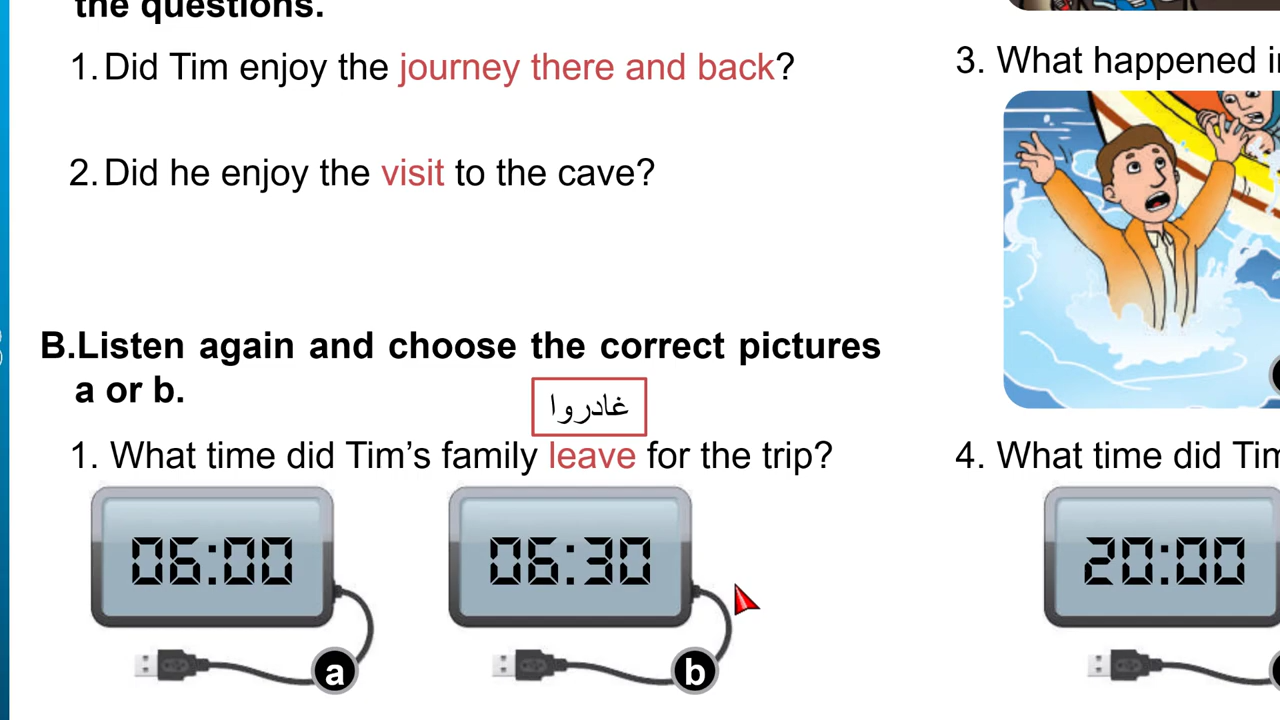 the questions.
1. Did Tim enjoy the journey there and back?
2. Did he enjoy the visit to the cave?
B.Listen again and choose the correct pictures
a or b.
غادروا
1. What time did Tim’s family leave for the trip?
06:00
06:30
a
b
3. What happened
4. What time did
20:00